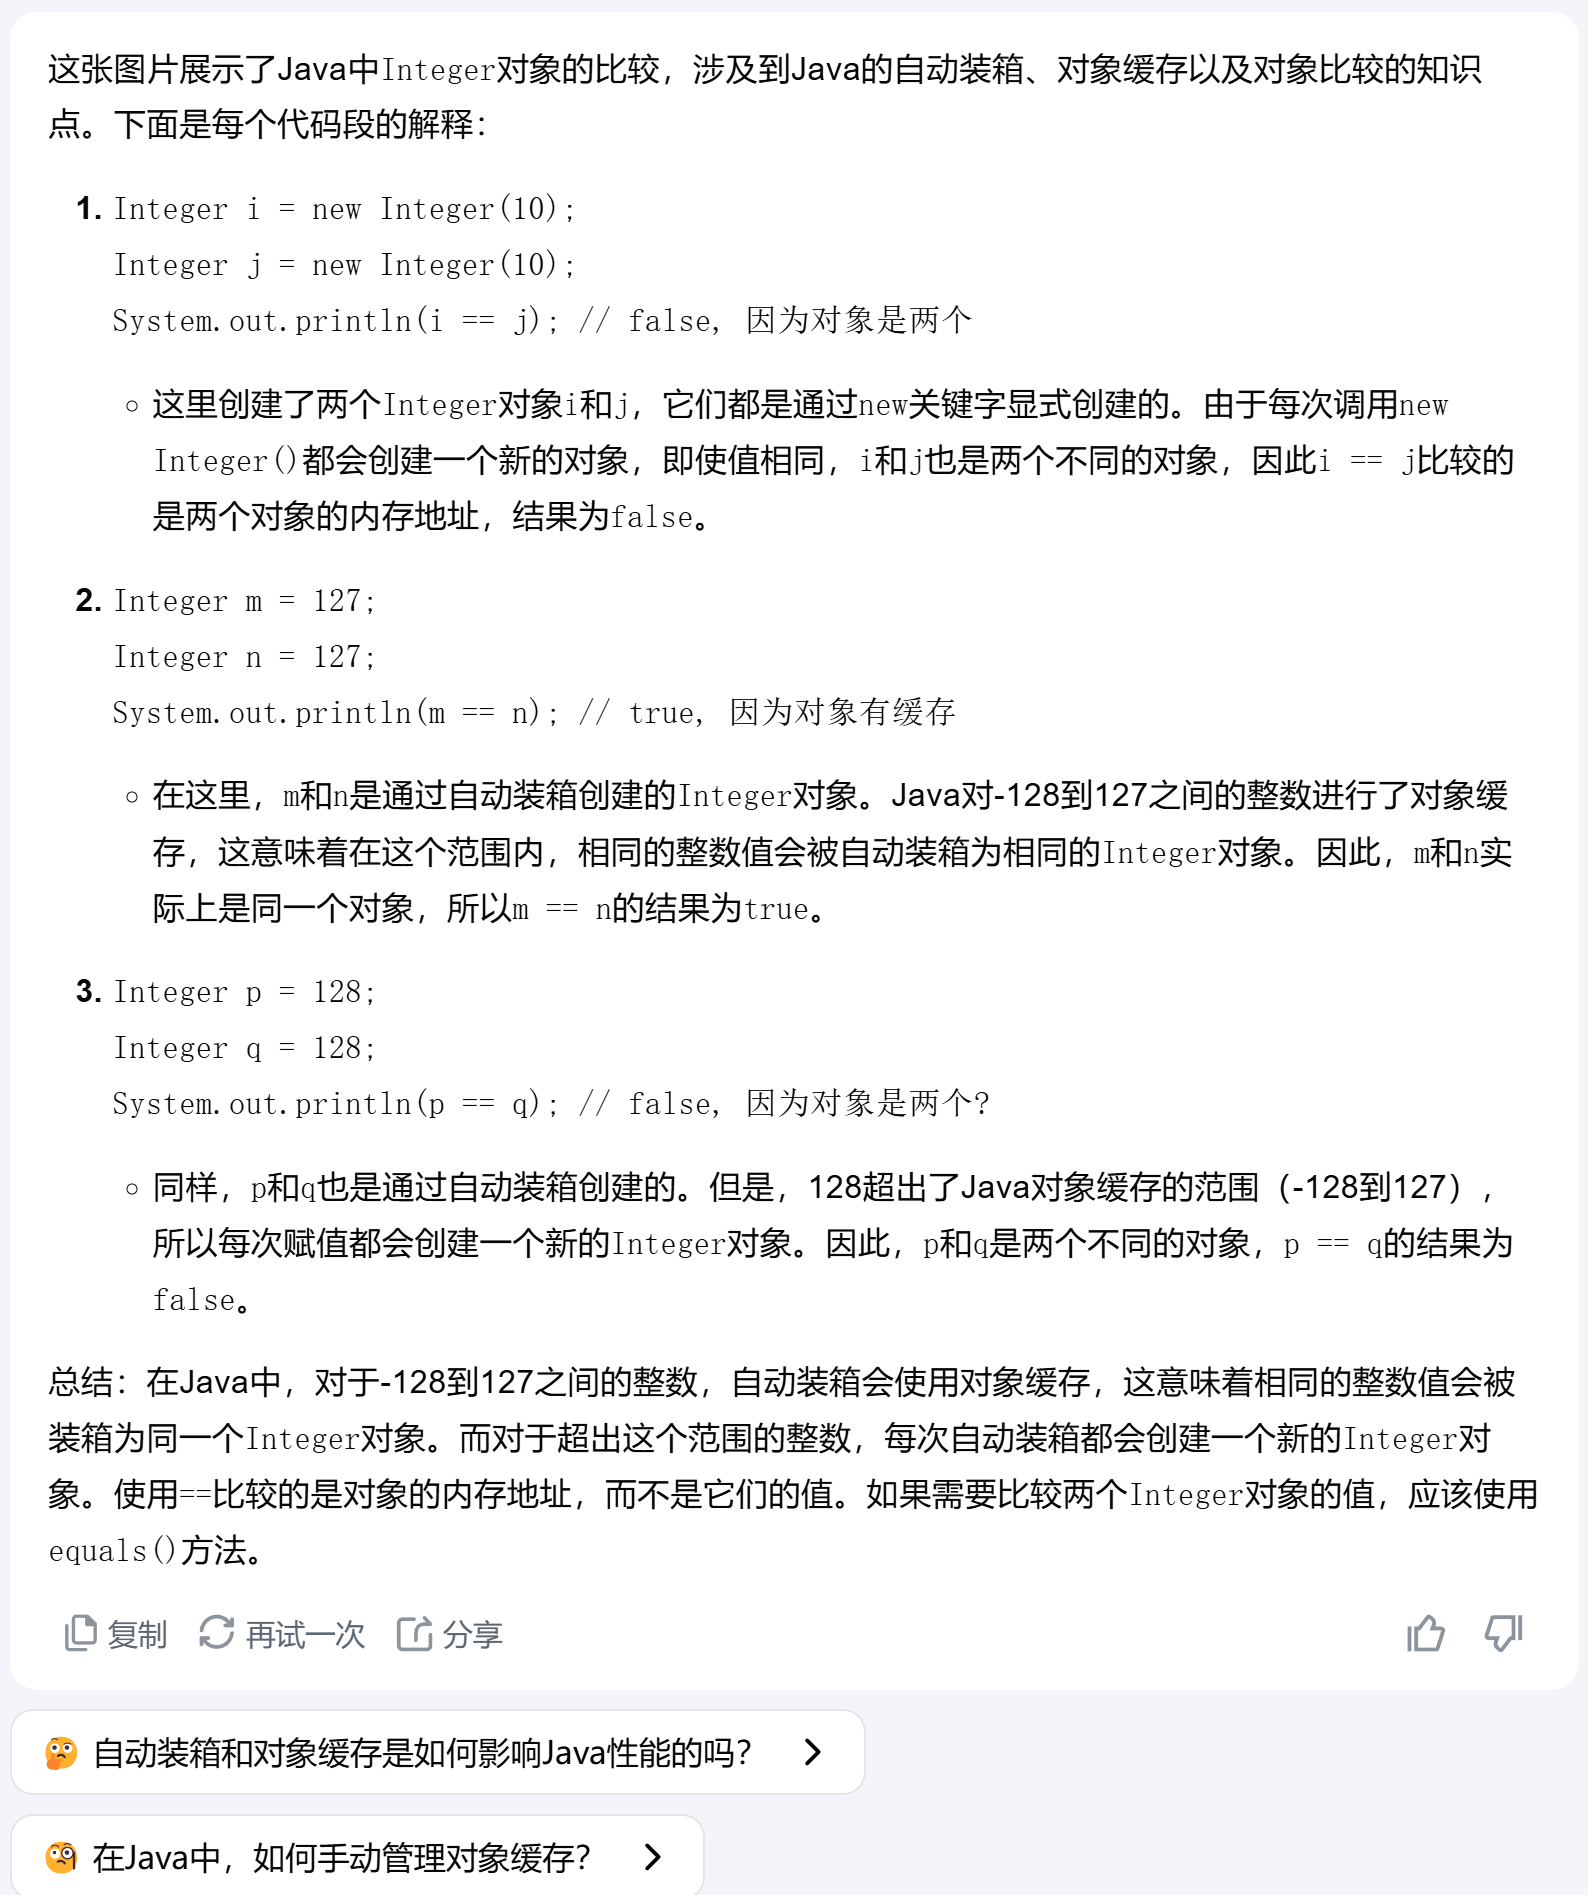 这张图片展示了Java中Integer对象的比较，涉及到Java的自动装箱、对象缓存以及对象比较的知识
点。下面是每个代码段的解释：
1. Integer i = new Integer(10);
Integer j = new Integer(10);
System.out.println(i == j); // false, 因为对象是两个
这里创建了两个Integer对象i和j，它们都是通过new关键字显式创建的。由于每次调用new
Integer()都会创建一个新的对象，即使值相同，i和j也是两个不同的对象，因此i == j比较的
是两个对象的内存地址，结果为false。
2. Integer m = 127;
Integer n = 127;
System.out.println(m == n); // true, 因为对象有缓存
在这里，m和n是通过自动装箱创建的Integer对象。Java对-128到127之间的整数进行了对象缓
存，这意味着在这个范围内，相同的整数值会被自动装箱为相同的Integer对象。因此，m和n实
际上是同一个对象，所以m == n的结果为true。
3. Integer p = 128;
Integer q = 128;
System.out.println(p == q); // false, 因为对象是两个?
同样，p和q也是通过自动装箱创建的。但是，128超出了Java对象缓存的范围（-128到127），
所以每次赋值都会创建一个新的Integer对象。因此，p和q是两个不同的对象，p == q的结果为
false。
总结：在Java中，对于-128到127之间的整数，自动装箱会使用对象缓存，这意味着相同的整数值会被
装箱为同一个Integer对象。而对于超出这个范围的整数，每次自动装箱都会创建一个新的Integer对
象。使用==比较的是对象的内存地址，而不是它们的值。如果需要比较两个Integer对象的值，应该使用
equals()方法。
复制 再试一次 分享
自动装箱和对象缓存是如何影响Java性能的吗？
在Java中，如何手动管理对象缓存？